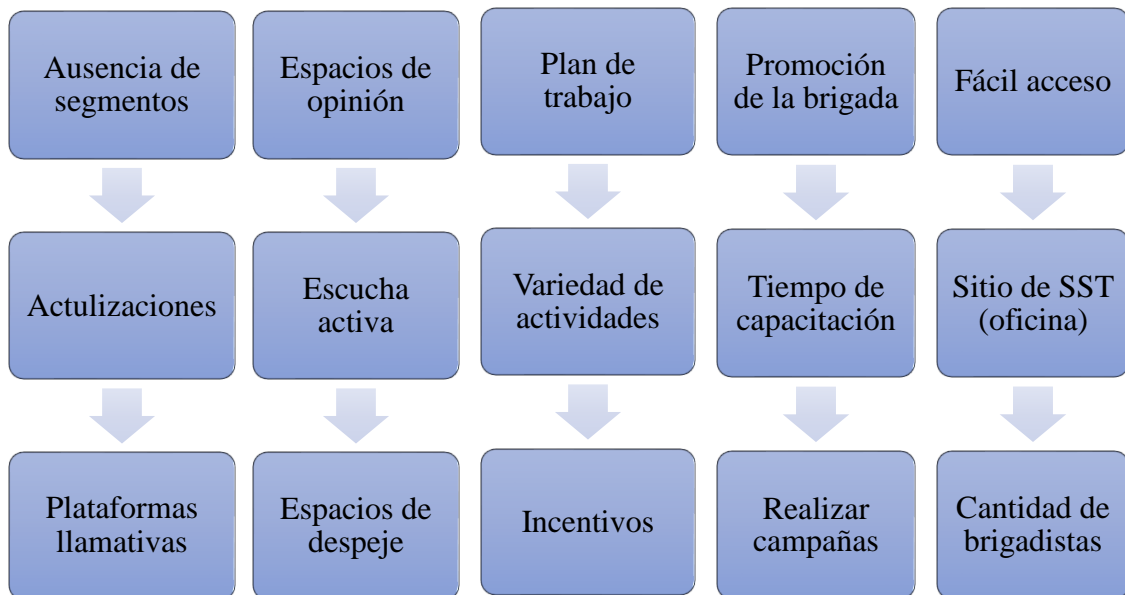 Ausencia de
segmentos
Espacios de
opinión
Plan de
trabajo
Promoción
de la brigada
Fácil acceso
Actulizaciones
Escucha
activa
Variedad de
actividades
Tiempo de
capacitación
Sitio de SST
(oficina)
Plataformas
llamativas
Espacios de
despeje
Incentivos
Realizar
campañas
Cantidad de
brigadistas